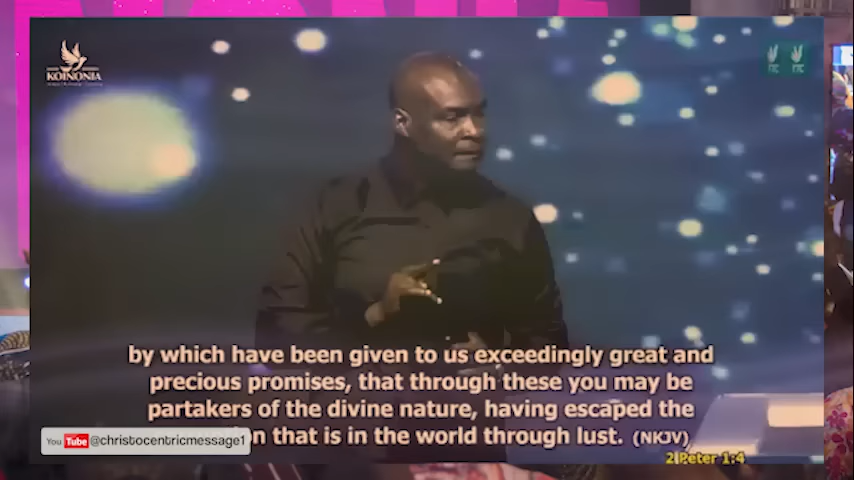 KOINONIA
by which have been given to us exceedingly great and
precious promises, that through these you may be
partakers of the divine nature, having escaped the
that is in the world through lust. (NKJV)
You Tube @christocentricmessage1
2 Peter 1:4